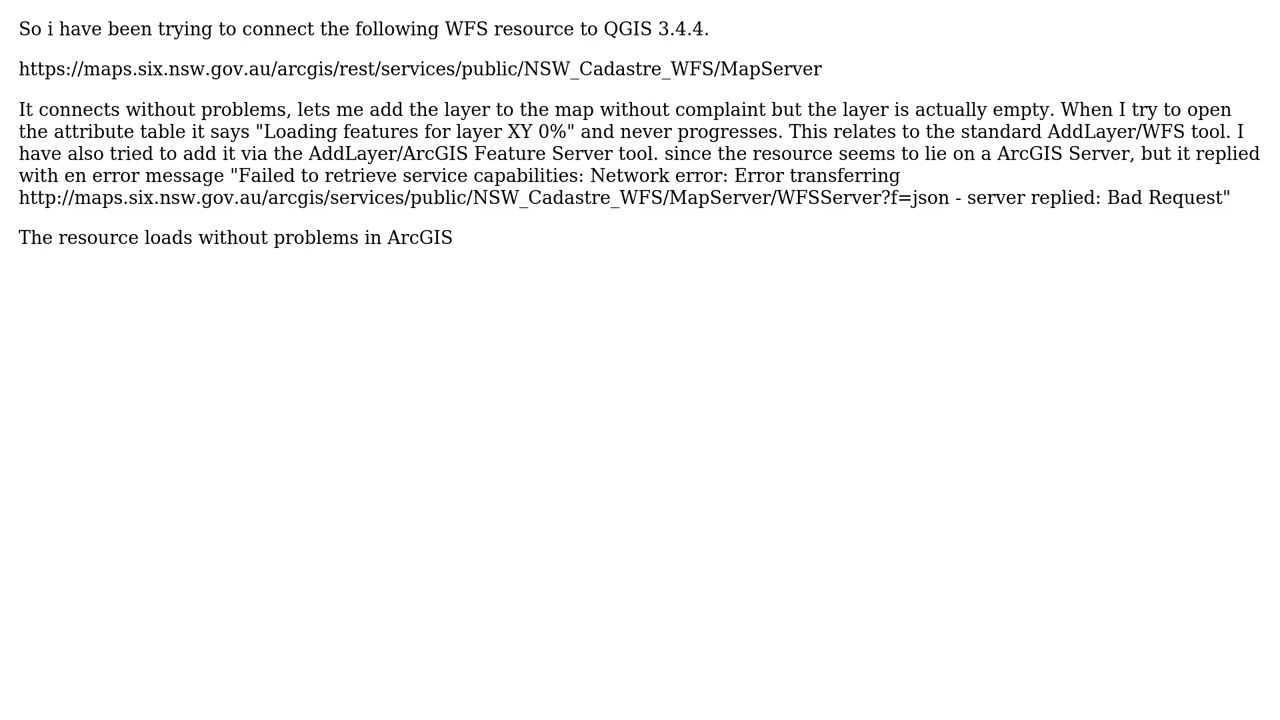 So i have been trying to connect the following WFS resource to QGIS 3.4.4.
https://maps.six.nsw.gov.au/arcgis/rest/services/public/NSW_Cadastre_WFS/MapServer
It connects without problems, lets me add the layer to the map without complaint but the layer is actually empty. When I try to open
the attribute table it says "Loading features for layer XY 0%" and never progresses. This relates to the standard AddLayer/WFS tool. I
have also tried to add it via the AddLayer/ArcGIS Feature Server tool. since the resource seems to lie on a ArcGIS Server, but it replied
with en error message "Failed to retrieve service capabilities: Network error: Error transferring
http://maps.six.nsw.gov.au/arcgis/services/public/NSW_Cadastre_WFS/MapServer/WFSServer?f=json - server replied: Bad Request"
The resource loads without problems in ArcGIS